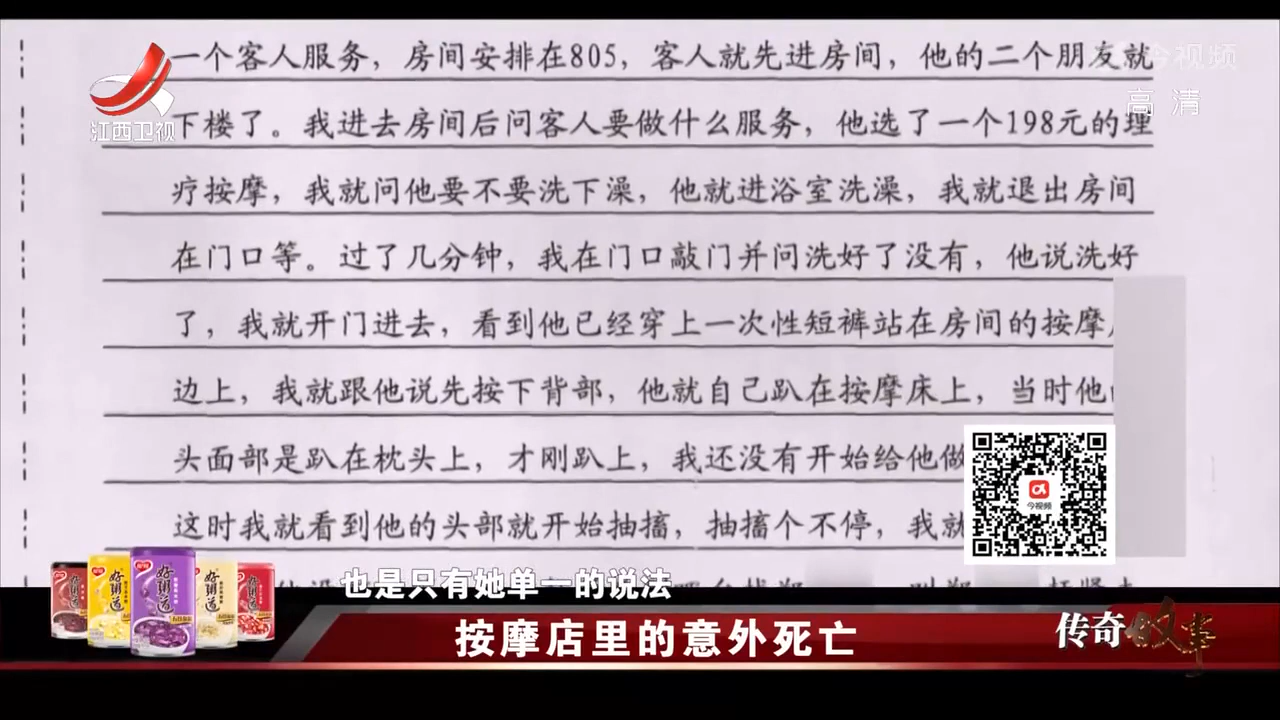 一个客人服务，房间安排在805，客人就先进房间，他的二个朋友就
今视频
高清
江西卫视
下楼了。我进去房间后问客人要做什么服务，他选了一个198元的理
疗按摩，我就问他要不要洗下澡，他就进浴室洗澡，我就退出房间
在门口等。过了几分钟，我在门口敲门并问洗好了没有，他说洗好
了，我就开门进去，看到他已经穿上一次性短裤站在房间的按摩
边上，我就跟他说先按下背部，他就自己趴在按摩床上，当时他
头面部是趴在枕头上，才刚趴上，我还没有开始给他做
这时我就看到他的头部就开始抽搐，抽搐个不停，我就
今视频
好粥道
好粥道
好粥道
也是只有她单一的说法
按摩店里的意外死亡
传奇故事